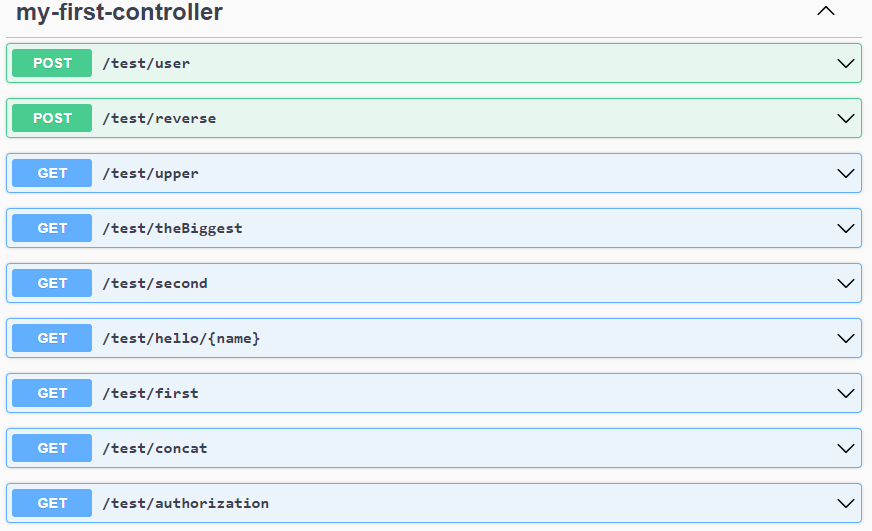 my-first-controller
POST /test/user
POST /test/reverse
GET /test/upper
GET /test/theBiggest
GET /test/second
GET /test/hello/{name}
GET /test/first
GET /test/concat
GET /test/authorization